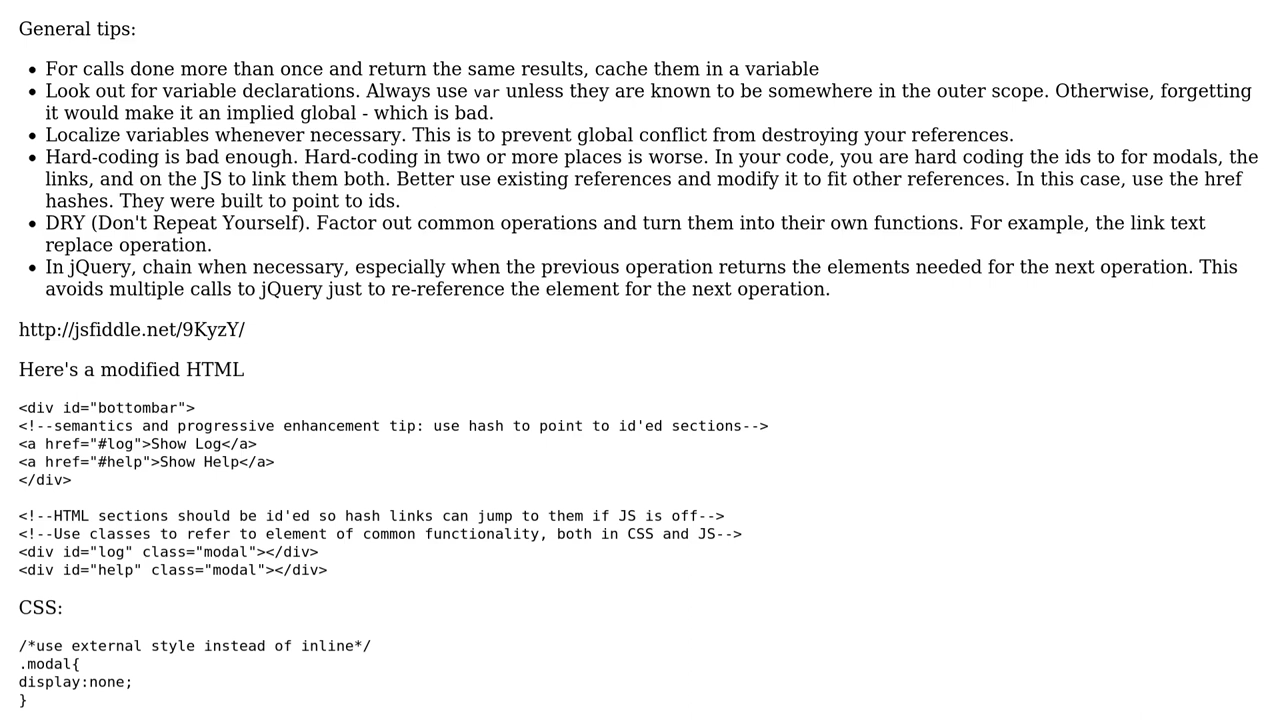 General tips:
• For calls done more than once and return the same results, cache them in a variable
• Look out for variable declarations. Always use var unless they are known to be somewhere in the outer scope. Otherwise, forgetting
it would make it an implied global - which is bad.
• Localize variables whenever necessary. This is to prevent global conflict from destroying your references.
• Hard-coding is bad enough. Hard-coding in two or more places is worse. In your code, you are hard coding the ids to for modals, the
links, and on the JS to link them both. Better use existing references and modify it to fit other references. In this case, use the href
hashes. They were built to point to ids.
• DRY (Don't Repeat Yourself). Factor out common operations and turn them into their own functions. For example, the link text
replace operation.
• In jQuery, chain when necessary, especially when the previous operation returns the elements needed for the next operation. This
avoids multiple calls to jQuery just to re-reference the element for the next operation.
http://jsfiddle.net/9KyzY/
Here's a modified HTML
<div id="bottombar">
<!--semantics and progressive enhancement tip: use hash to point to id'ed sections-->
<a href="#log">Show Log</a>
<a href="#help">Show Help</a>
</div>
<!--HTML sections should be id'ed so hash links can jump to them if JS is off-->
<!--Use classes to refer to element of common functionality, both in CSS and JS-->
<div id="log" class="modal"></div>
<div id="help" class="modal"></div>
CSS:
/*use external style instead of inline*/
.modal{
display:none;
}